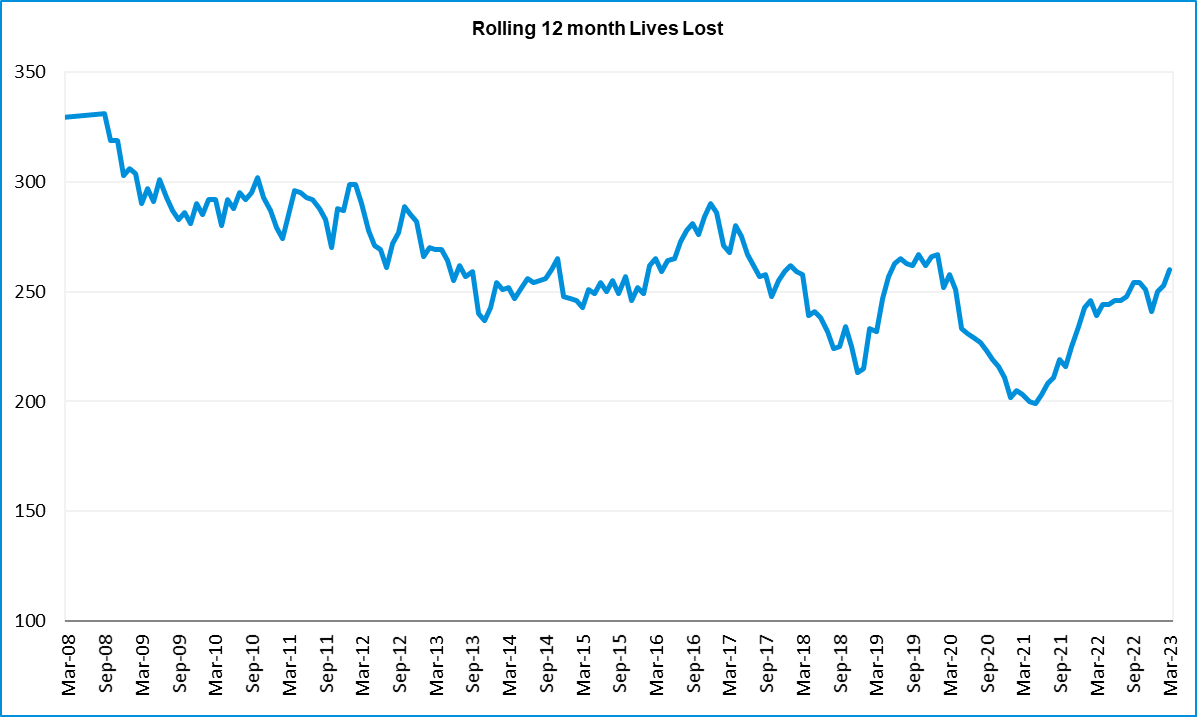 Rolling 12 month Lives Lost
350
300
250
200
150
100
Mar-08
Sep-08
Mar-09
Sep-09
Mar-10
Sep-10
Mar-11
Sep-11
Mar-12
Sep-12
Mar-13
Sep-13
Mar-14
Sep-14
Mar-15
Sep-15
Mar-16
Sep-16
Mar-17
Sep-17
Mar-18
Sep-18
Mar-19
Sep-19
Mar-20
Sep-20
Mar-21
Sep-21
Mar-22
Sep-22
Mar-23